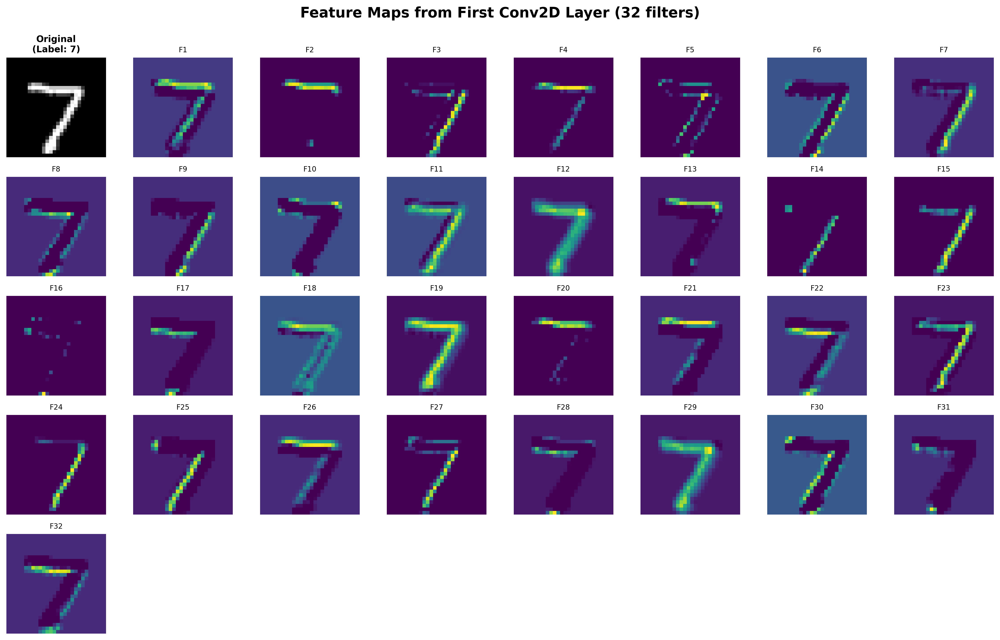 Feature Maps from First Conv2D Layer (32 filters)
Original
(Label: 7)
F1
F2
F3
F4
F5
F6
F7
F8
F9
F10
F11
F12
F13
F14
F15
F16
F17
F18
F19
F20
F21
F22
F23
F24
F25
F26
F27
F28
F29
F30
F31
F32